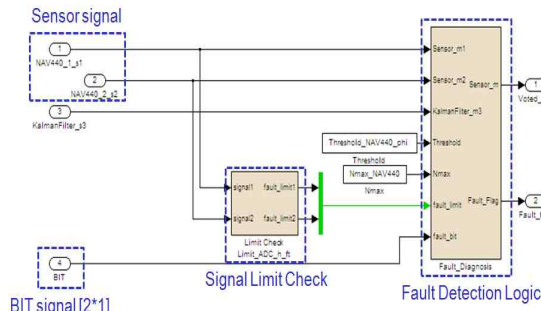 Sensor signal
1
NAV440_1_s1
2
NAV440_2_s2
3
KalmanFilter_s3
Sensor_m1
Sensor_m2
KalmanFilter_m3
Threshold
Nmax
fault_limit
fault_bit
Sensor_m
Fault_Flag
Fault_Diagnosis
1
Voted_
2
Threshold_NAV440_phi
Threshold
Nmax_NAV440
Nmax
signal1
signal2
fault_limit1
fault_limit2
Limit Check
Limit_ADC_h_ft
4
BIT
Signal Limit Check
Fault Detection Logic
BIT signal [2*1]